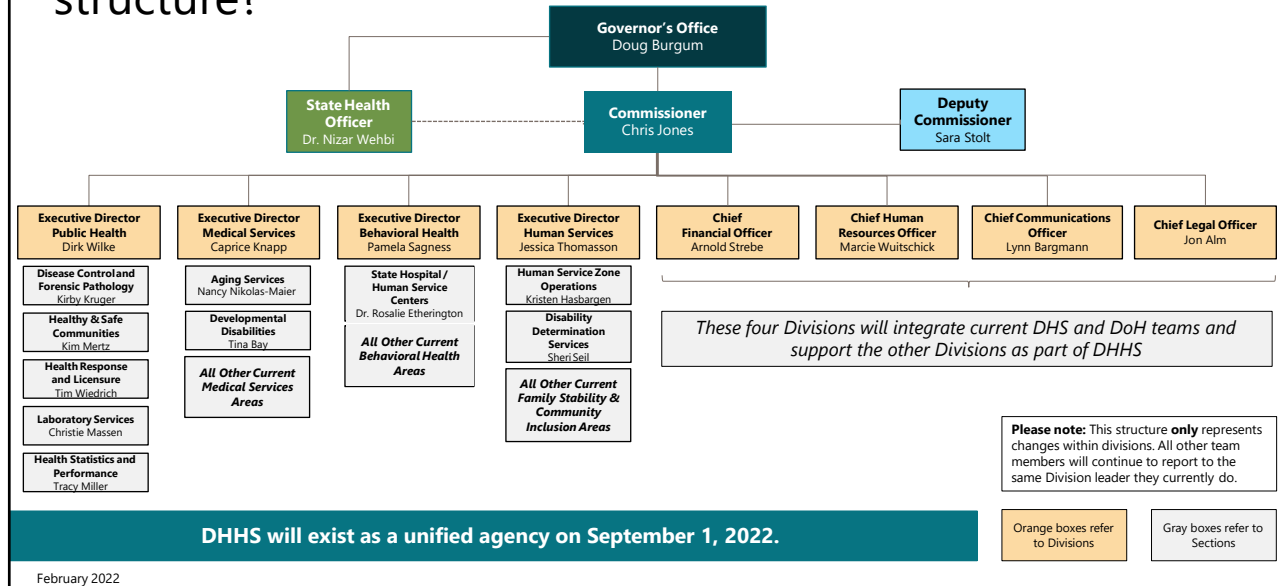 structure?
Governor's Office
Doug Burgum
State Health
Officer
Dr. Nizar Wehbi
Commissioner
Chris Jones
Deputy
Commissioner
Sara Stolt
Executive Director
Public Health
Dirk Wilke
Executive Director
Medical Services
Caprice Knapp
Executive Director
Behavioral Health
Pamela Sagness
Executive Director
Human Services
Jessica Thomasson
Chief
Financial Officer
Arnold Strebe
Chief Human
Resources Officer
Marcie Wuitschick
Chief Communications
Officer
Lynn Bargmann
Chief Legal Officer
Jon Alm
Disease Control and
Forensic Pathology
Kirby Kruger
Healthy & Safe
Communities
Kim Mertz
Health Response
and Licensure
Tim Wiedrich
Laboratory Services
Christie Massen
Health Statistics and
Performance
Tracy Miller
Aging Services
Nancy Nikolas-Maier
Developmental
Disabilities
Tina Bay
All Other Current
Medical Services
Areas
State Hospital /
Human Service
Centers
Dr. Rosalie Etherington
All Other Current
Behavioral Health
Areas
Human Service Zone
Operations
Kristen Hasbargen
Disability
Determination
Services
Sheri Seil
All Other Current
Family Stability &
Community
Inclusion Areas
These four Divisions will integrate current DHS and DoH teams and
support the other Divisions as part of DHHS
Please note: This structure only represents
changes within divisions. All other team
members will continue to report to the
same Division leader they currently do.
DHHS will exist as a unified agency on September 1, 2022.
Orange boxes refer
to Divisions
Gray boxes refer to
Sections
February 2022